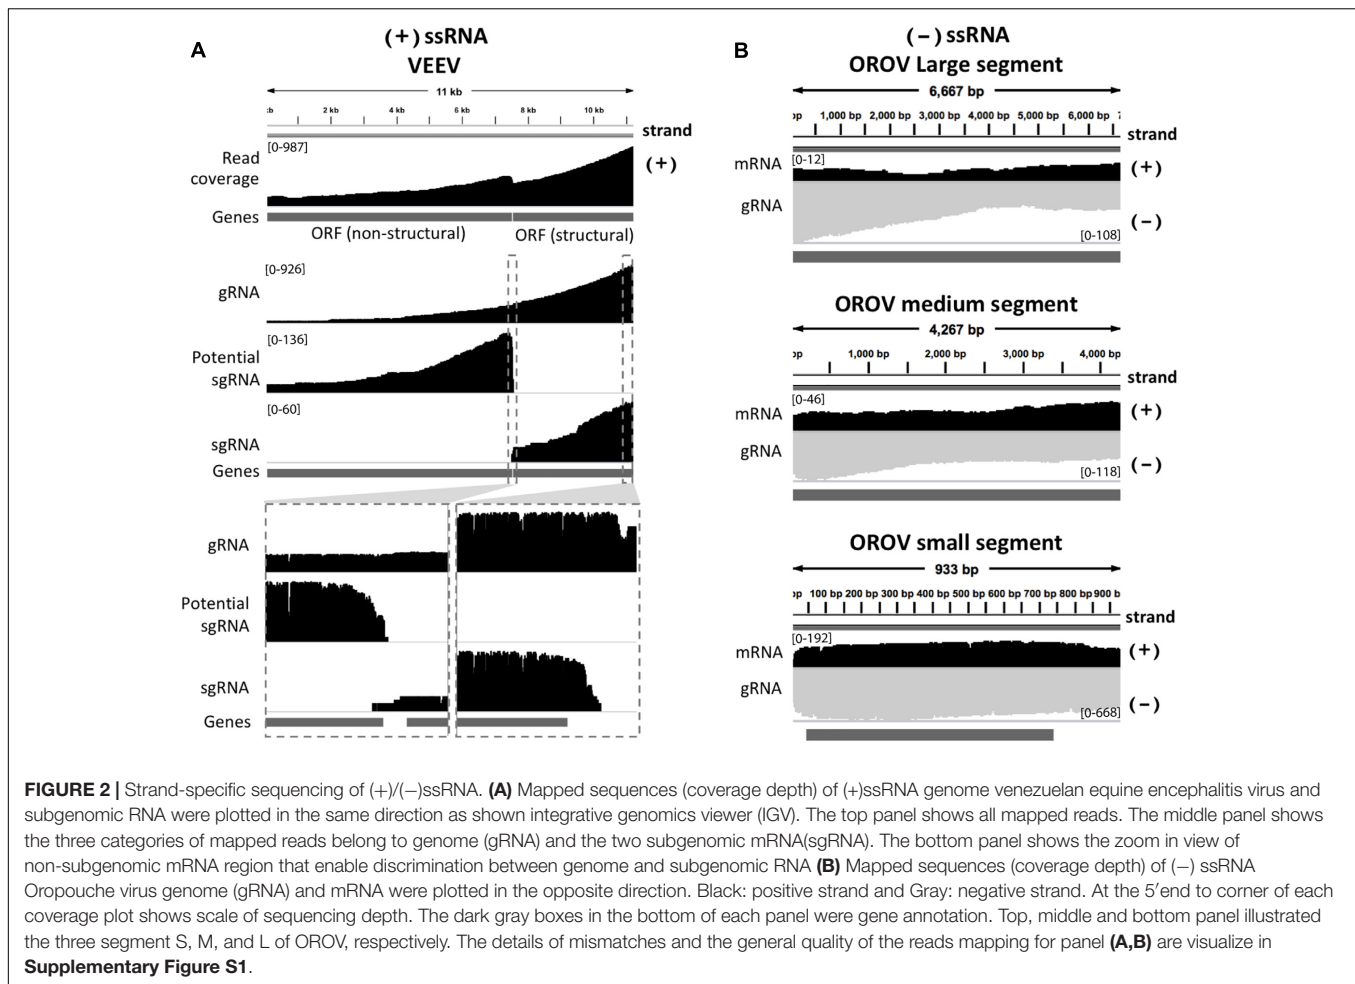 A
(+)ssRNA
VEEV
11 kb
kb 2 kb 4 kb 6 kb 8 kb 10 kb
strand
[0-987]
Read
coverage
(+)
Genes
ORF (non-structural) ORF (structural)
[0-926]
gRNA
[0-136]
Potential
sgRNA
[0-60]
sgRNA
Genes
gRNA
Potential
sgRNA
sgRNA
Genes
B
(−)ssRNA
OROV Large segment
6,667 bp
bp 1,000 bp 2,000 bp 3,000 bp 4,000 bp 5,000 bp 6,000 bp
strand
mRNA [0-12] (+)
gRNA (−)
[0-108]
OROV medium segment
4,267 bp
bp 1,000 bp 2,000 bp 3,000 bp 4,000 bp
strand
[0-46]
mRNA (+)
gRNA (−)
[0-118]
OROV small segment
933 bp
bp 100 bp 200 bp 300 bp 400 bp 500 bp 600 bp 700 bp 800 bp 900 b
strand
[0-192]
mRNA (+)
gRNA (−)
[0-668]
FIGURE 2 | Strand-specific sequencing of (+)/(−)ssRNA. (A) Mapped sequences (coverage depth) of (+)ssRNA genome venezuelan equine encephalitis virus and
subgenomic RNA were plotted in the same direction as shown integrative genomics viewer (IGV). The top panel shows all mapped reads. The middle panel shows
the three categories of mapped reads belong to genome (gRNA) and the two subgenomic mRNA(sgRNA). The bottom panel shows the zoom in view of
non-subgenomic mRNA region that enable discrimination between genome and subgenomic RNA (B) Mapped sequences (coverage depth) of (−) ssRNA
Oropouche virus genome (gRNA) and mRNA were plotted in the opposite direction. Black: positive strand and Gray: negative strand. At the 5′end to corner of each
coverage plot shows scale of sequencing depth. The dark gray boxes in the bottom of each panel were gene annotation. Top, middle and bottom panel illustrated
the three segment S, M, and L of OROV, respectively. The details of mismatches and the general quality of the reads mapping for panel (A,B) are visualize in
Supplementary Figure S1.